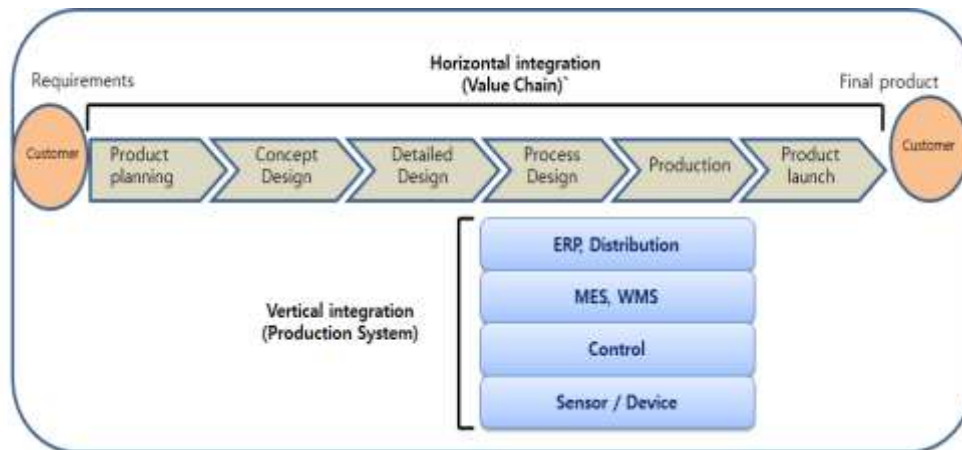 Horizontal integration
(Value Chain)`
Requirements
Final product
Customer
Product
planning
Concept
Design
Detailed
Design
Process
Design
Production
Product
launch
Customer
ERP, Distribution
MES, WMS
Vertical integration
(Production System)
Control
Sensor / Device